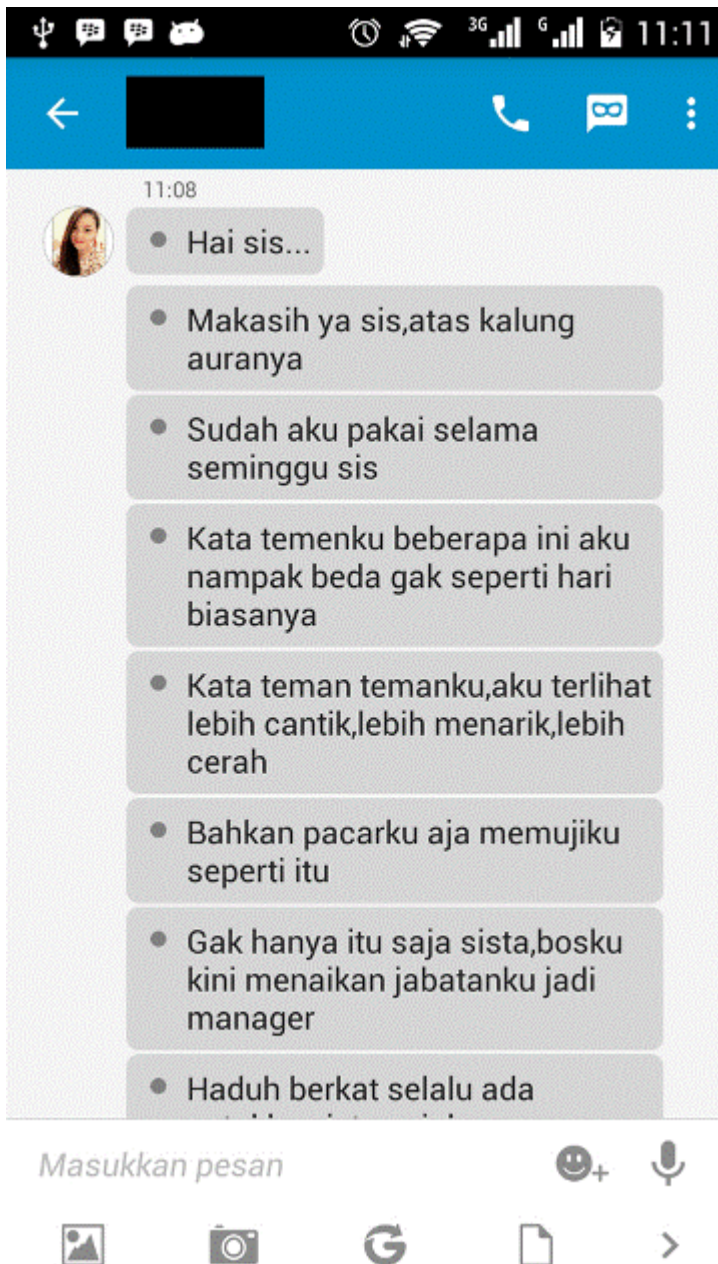 3G G 11:11
11:08
Hai sis...
Makasih ya sis,atas kalung
auranya
Sudah aku pakai selama
seminggu sis
Kata temenku beberapa ini aku
nampak beda gak seperti hari
biasanya
Kata teman temanku,aku terlihat
lebih cantik,lebih menarik,lebih
cerah
Bahkan pacarku aja memujiku
seperti itu
Gak hanya itu saja sista,bosku
kini menaikan jabatanku jadi
manager
Haduh berkat selalu ada
Masukkan pesan